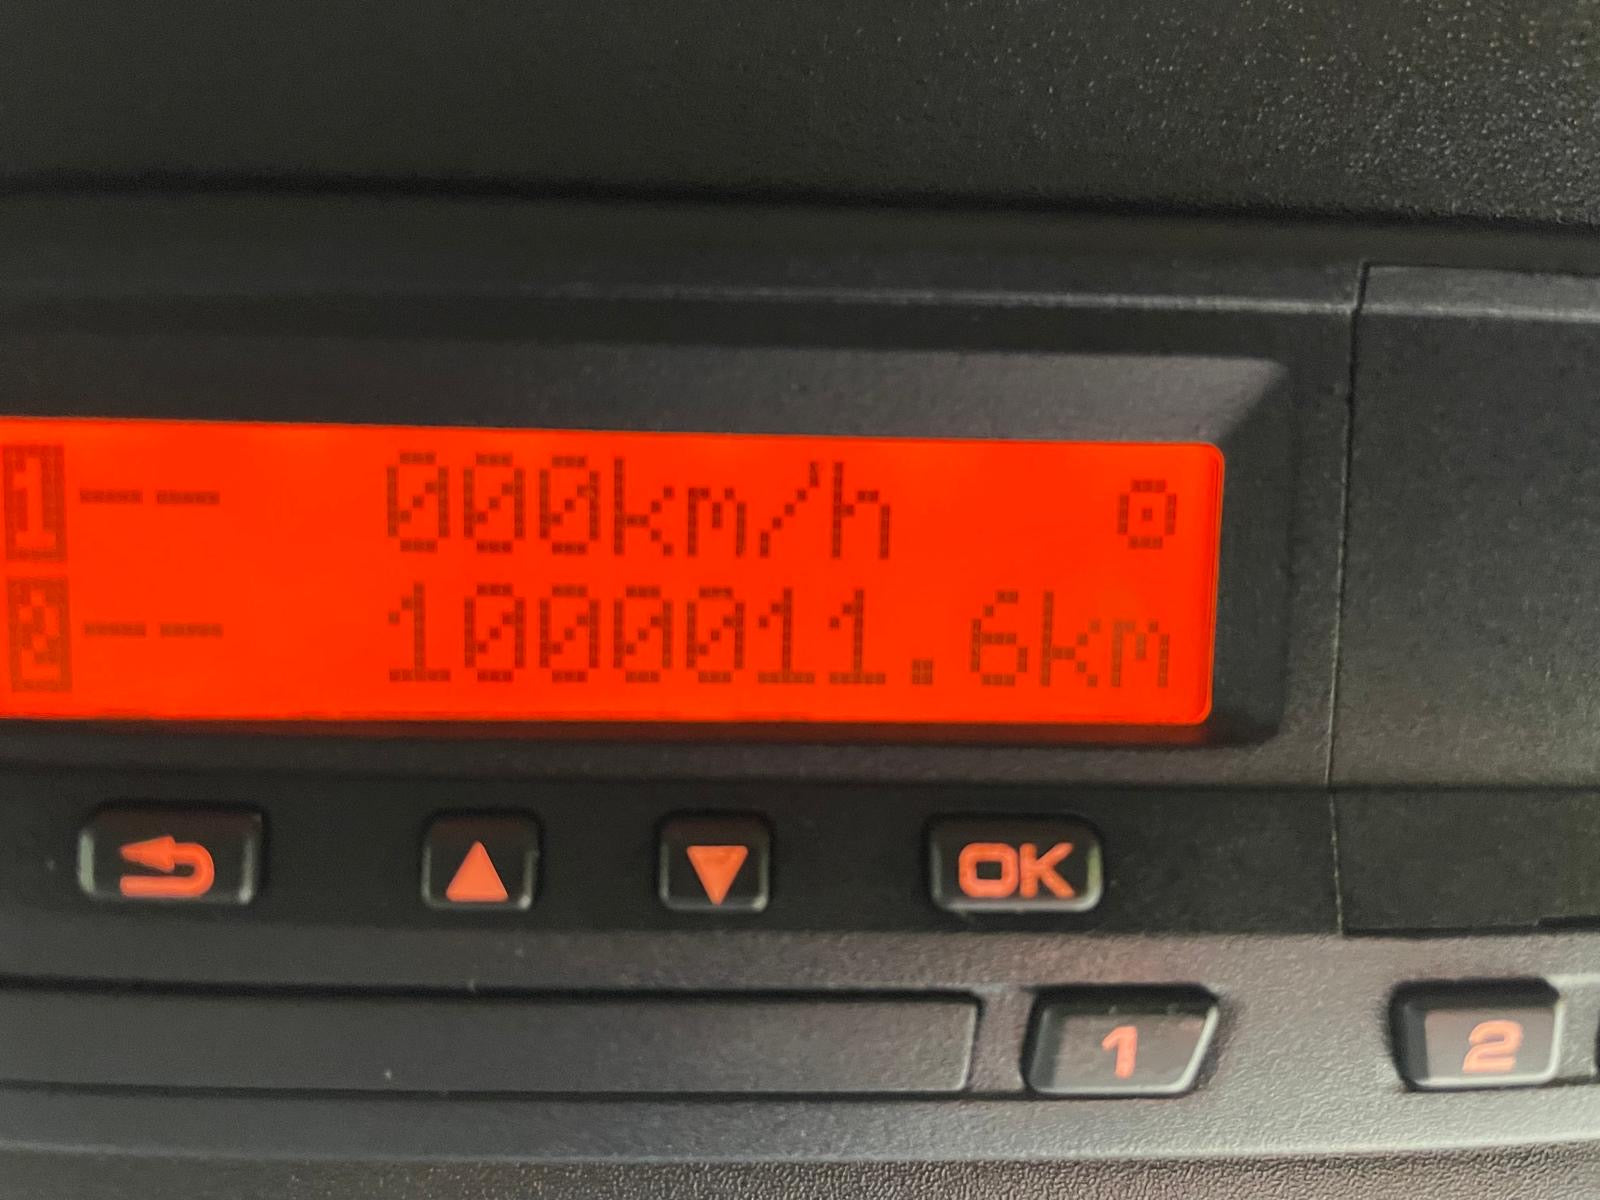 1 -- -- 000km/h
2 -- -- 1000011.6km
OK
1 2